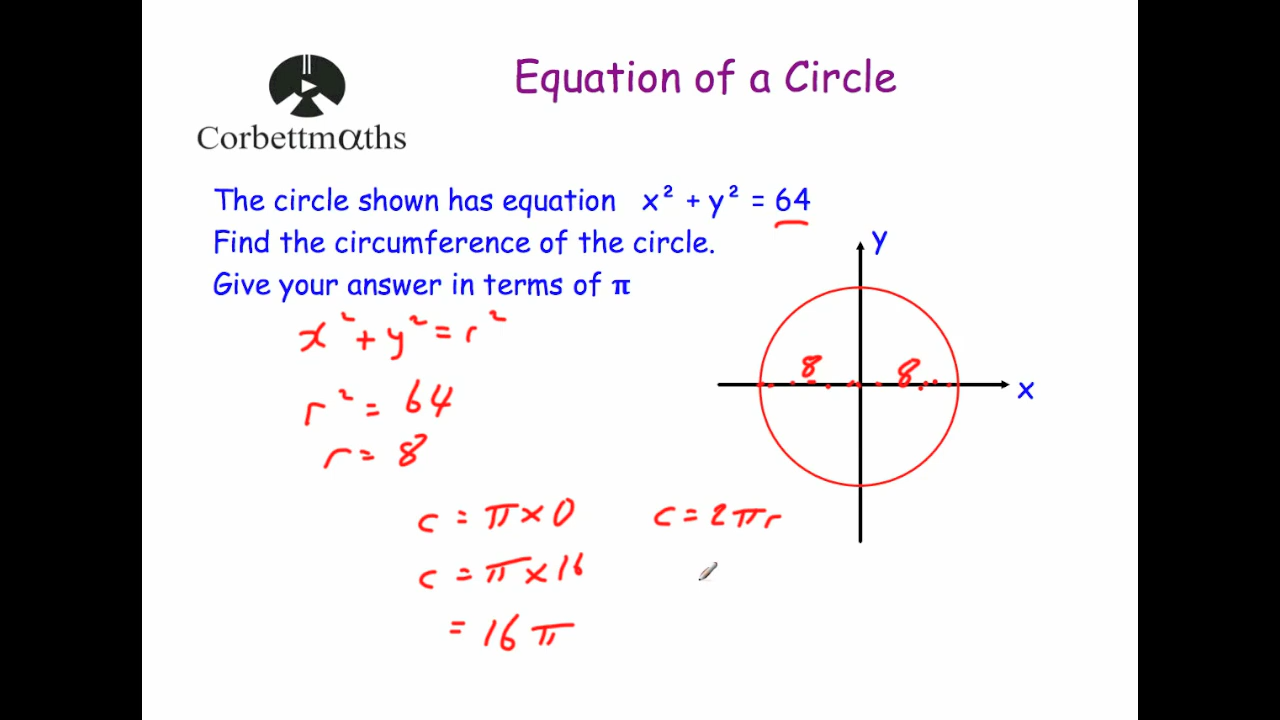 Equation of a Circle
Corbettmαths
The circle shown has equation x² + y² = 64
Find the circumference of the circle.
Give your answer in terms of π
y
x
8 8
x² + y² = r²
r² = 64
r = 8
c = π × D
c = 2πr
c = π × 16
= 16π